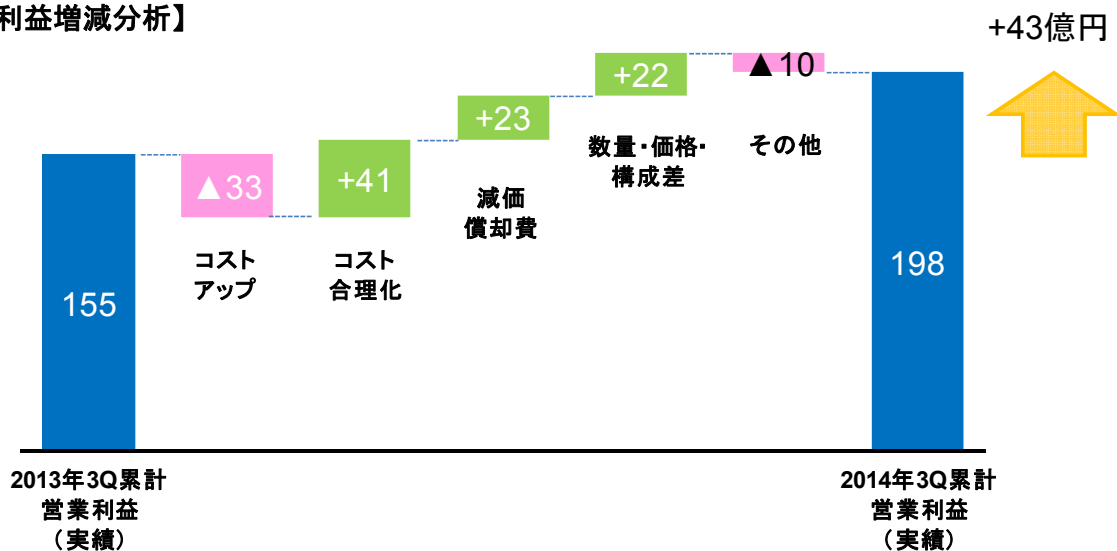 利益増減分析】
+43億円
155
▲33
コスト
アップ
+41
コスト
合理化
+23
減価
償却費
+22
数量・価格・
構成差
▲10
その他
198
2013年3Q累計
営業利益
（実績）
2014年3Q累計
営業利益
（実績）